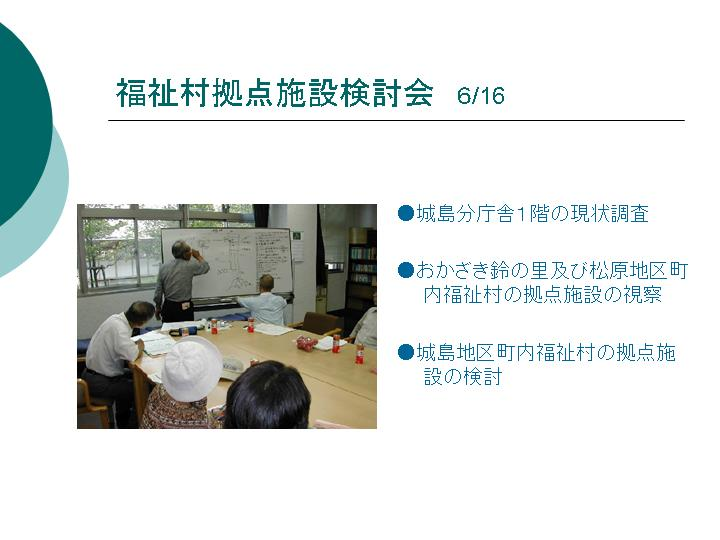 福祉村拠点施設検討会 6/16
●城島分庁舎1階の現状調査
●おかざき鈴の里及び松原地区町
内福祉村の拠点施設の視察
●城島地区町内福祉村の拠点施
設の検討